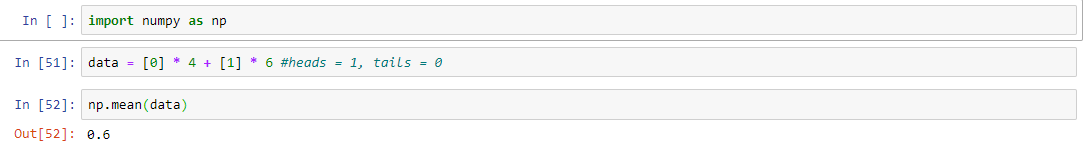 In [ ]: import numpy as np
In [51]: data = [0] * 4 + [1] * 6 #heads = 1, tails = 0
In [52]: np.mean(data)
Out[52]: 0.6